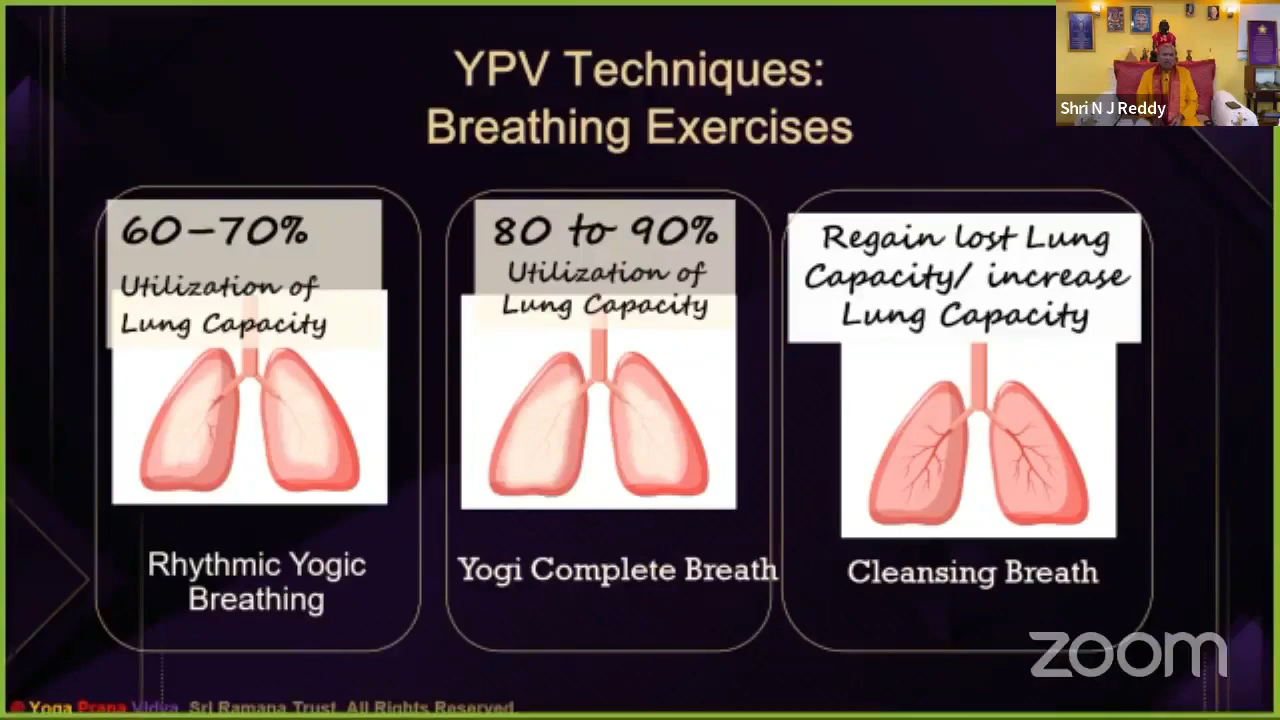 YPV Techniques:
Breathing Exercises
Shri N J Reddy
60-70%
Utilization of
Lung Capacity
Rhythmic Yogic
Breathing
80 to 90%
Utilization of
Lung Capacity
Yogi Complete Breath
Regain lost Lung
Capacity/ increase
Lung Capacity
Cleansing Breath
zoom
© Yoga Prana Vidya, Sri Ramana Trust. All Rights Reserved